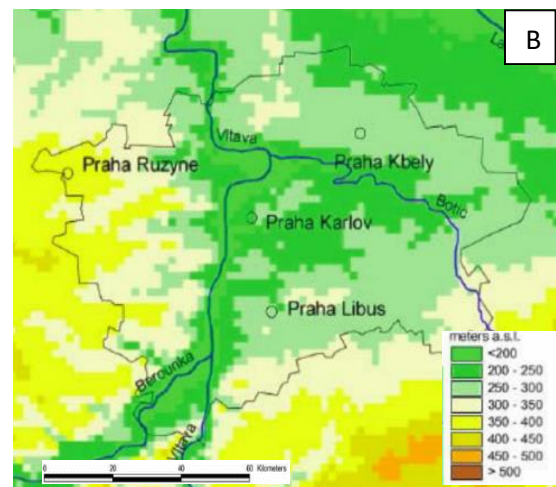 B
La
Vltava
Praha Ruzyne
Praha Kbely
Botic
Praha Karlov
Praha Libus
Berounka
Vltava
meters a.s.l.
<200
200 - 250
250 - 300
300 - 350
350 - 400
400 - 450
450 - 500
> 500
0 20 40 60 Kilometers